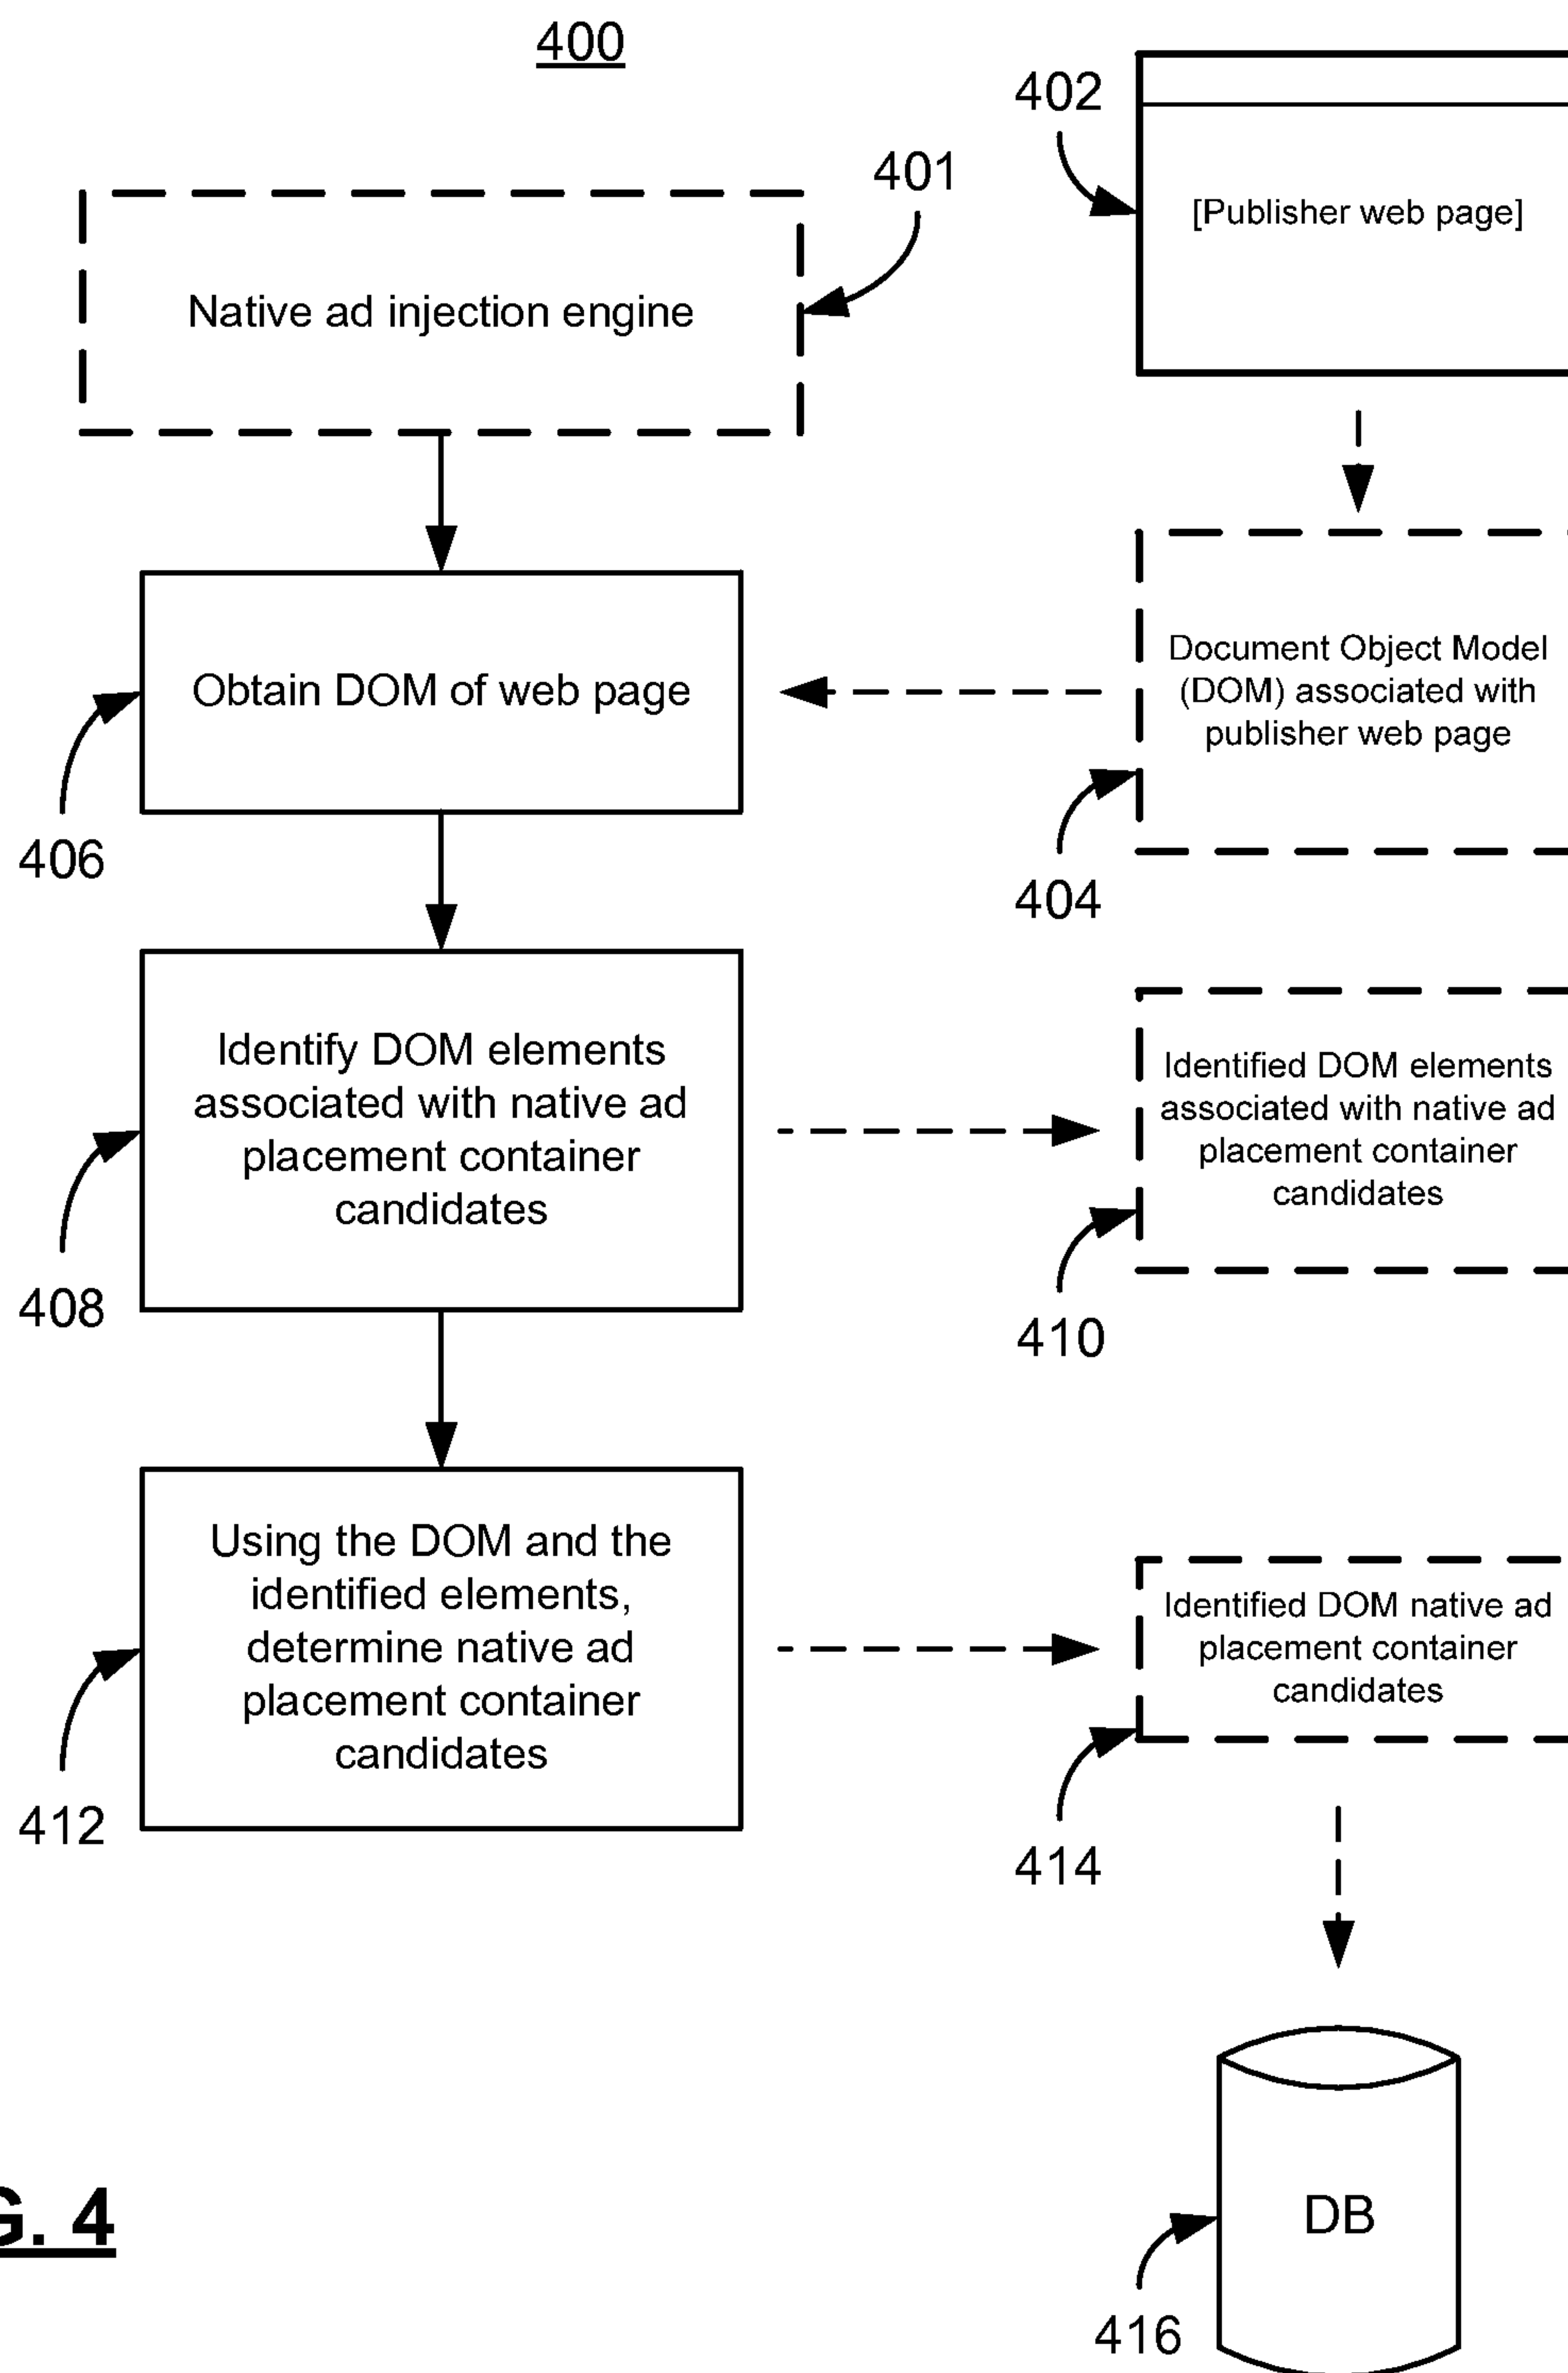 400
402
[Publisher web page]
401
Native ad injection engine
Obtain DOM of web page
406
Document Object Model
(DOM) associated with
publisher web page
404
Identify DOM elements
associated with native ad
placement container
candidates
408
Identified DOM elements
associated with native ad
placement container
candidates
410
Using the DOM and the
identified elements,
determine native ad
placement container
candidates
412
Identified DOM native ad
placement container
candidates
414
DB
416
G. 4